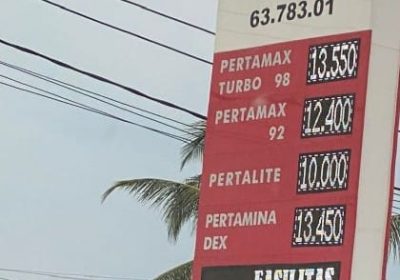 63.783.01
PERTAMAX 13.550
TURBO 98
PERTAMAX 12.400
92
PERTALITE 10.000
PERTAMINA 13.450
DEX
FASILITAS